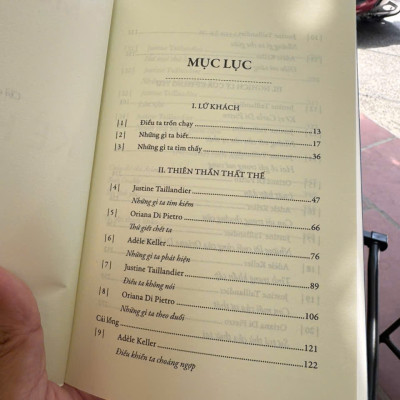 MỤC LỤC
I. LỮ KHÁCH
[1] Điều ta trốn chạy 13
[2] Những gì ta biết 17
[3] Những gì ta tìm thấy 36
II. THIÊN THẦN THẤT THẾ
[4] Justine Taillandier 47
Những gì ta tìm kiếm
[5] Oriana Di Pietro 66
Thứ giết chết ta
[6] Adèle Keller 76
Những gì ta phát hiện
[7] Justine Taillandier 89
Điều ta không nói
[8] Oriana Di Pietro 106
Những gì ta theo đuổi
Cái lồng 121
[9] Adèle Keller 122
Điều khiến ta choáng ngợp